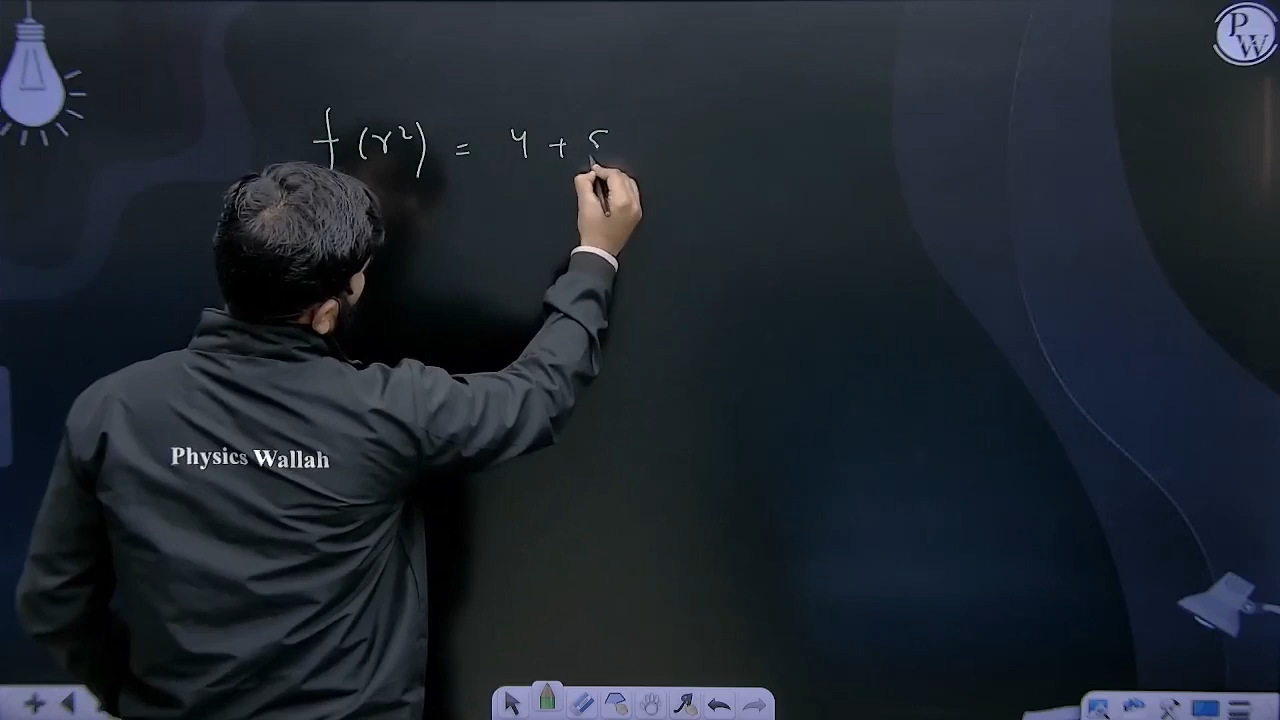 PW
f(r²) = 4 + 5
Physics Wallah